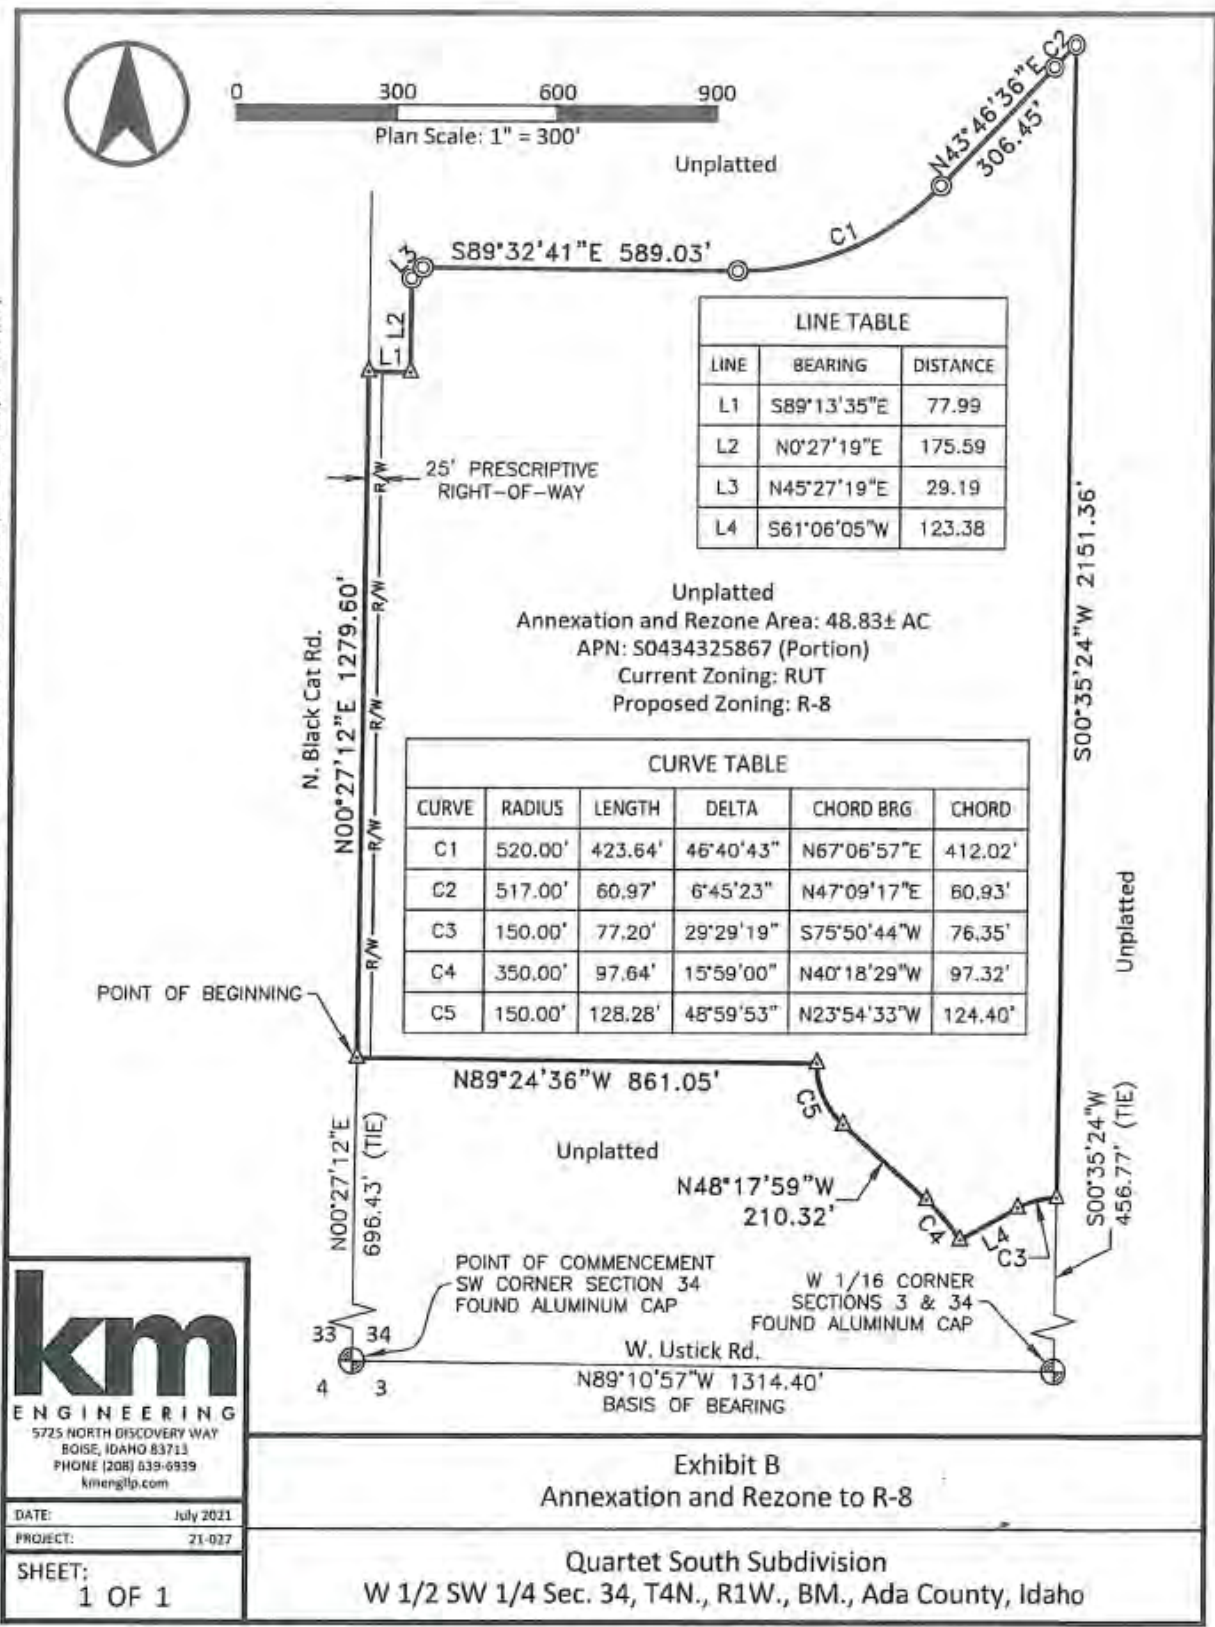 0 300 600 900
Plan Scale: 1" = 300'
Unplatted
C2
N43°46'36"E
306.45'
C1
S89°32'41"E 589.03'
L3
L2
L1
LINE TABLE
LINE BEARING DISTANCE
L1 S89°13'35"E 77.99
L2 N0°27'19"E 175.59
L3 N45°27'19"E 29.19
L4 S61°06'05"W 123.38
25' PRESCRIPTIVE
RIGHT-OF-WAY
R/W
R/W
R/W
R/W
R/W
N. Black Cat Rd.
N00°27'12"E 1279.60'
S00°35'24"W 2151.36'
Unplatted
Annexation and Rezone Area: 48.83± AC
APN: S0434325867 (Portion)
Current Zoning: RUT
Proposed Zoning: R-8
CURVE TABLE
CURVE RADIUS LENGTH DELTA CHORD BRG CHORD
C1 520.00' 423.64' 46°40'43" N67°06'57"E 412.02'
C2 517.00' 60.97' 6°45'23" N47°09'17"E 60.93'
C3 150.00' 77.20' 29°29'19" S75°50'44"W 76.35'
C4 350.00' 97.64' 15°59'00" N40°18'29"W 97.32'
C5 150.00' 128.28' 48°59'53" N23°54'33"W 124.40'
Unplatted
POINT OF BEGINNING
N89°24'36"W 861.05'
C5
Unplatted
N48°17'59"W
210.32'
C4
L4
C3
N00°27'12"E
696.43' (TIE)
S00°35'24"W
456.77' (TIE)
POINT OF COMMENCEMENT
SW CORNER SECTION 34
FOUND ALUMINUM CAP
W 1/16 CORNER
SECTIONS 3 & 34
FOUND ALUMINUM CAP
33 34
4 3
W. Ustick Rd.
N89°10'57"W 1314.40'
BASIS OF BEARING
km
ENGINEERING
5725 NORTH DISCOVERY WAY
BOISE, IDAHO 83713
PHONE (208) 639-6939
kmengllp.com
DATE: July 2021
PROJECT: 21-027
SHEET:
1 OF 1
Exhibit B
Annexation and Rezone to R-8
Quartet South Subdivision
W 1/2 SW 1/4 Sec. 34, T4N., R1W., BM., Ada County, Idaho